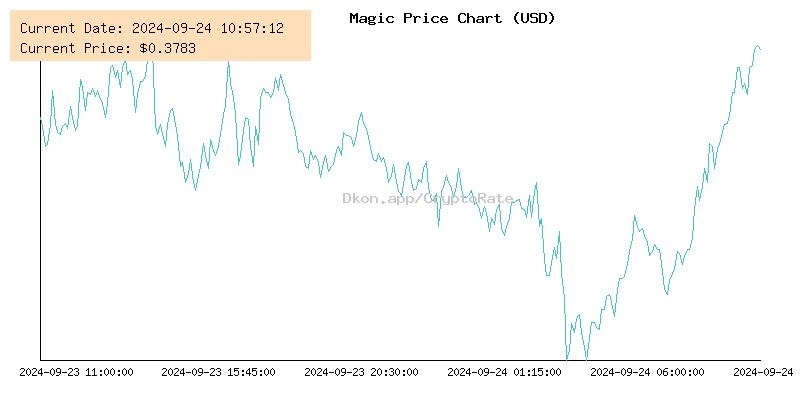 Magic Price Chart (USD)
Current Date: 2024-09-24 10:57:12
Current Price: $0.3783
Dkon.app/CryptoRate
2024-09-23 11:00:00 2024-09-23 15:45:00 2024-09-23 20:30:00 2024-09-24 01:15:00 2024-09-24 06:00:00 2024-09-24